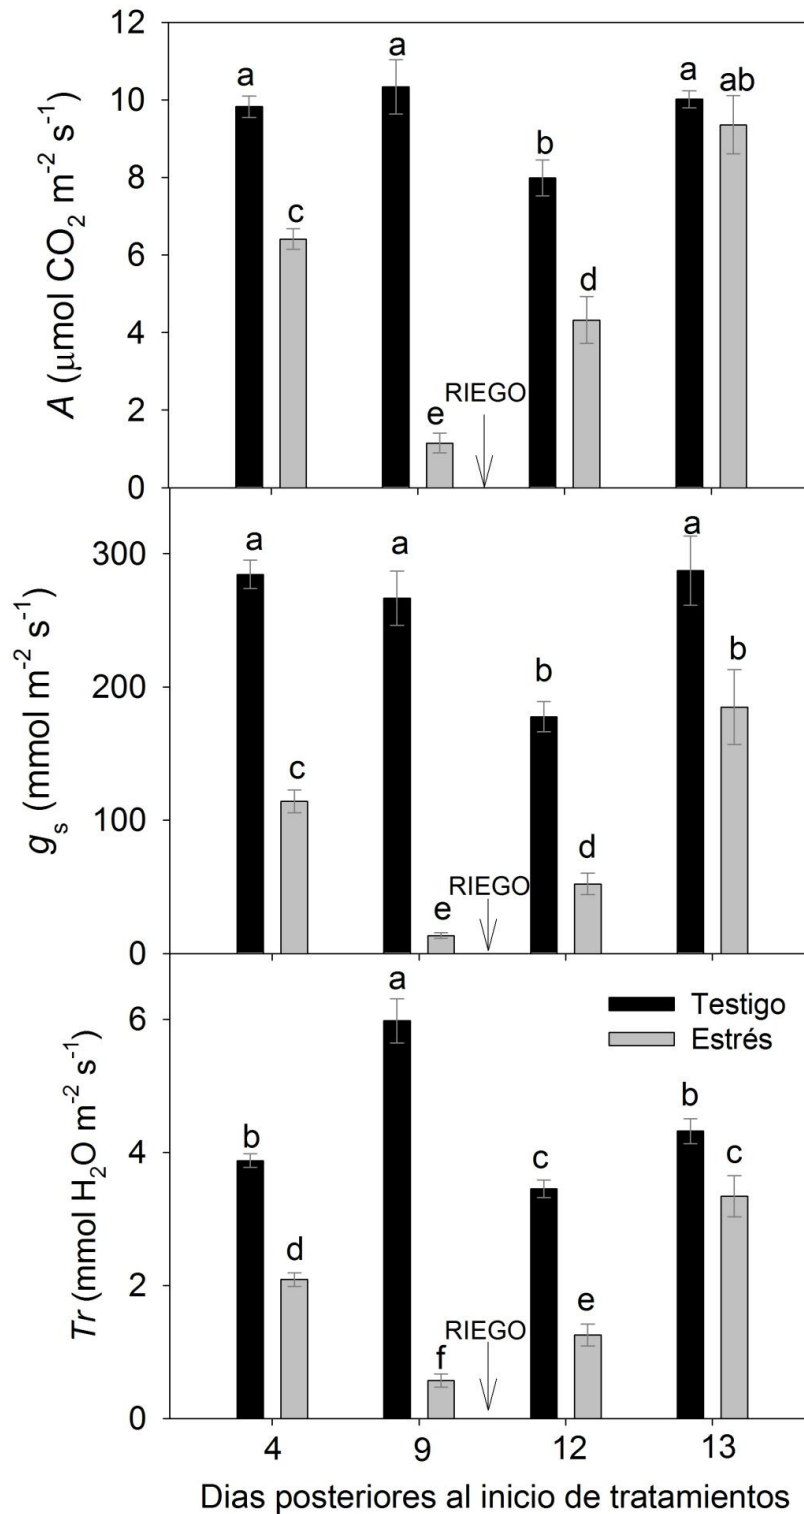 12
10
8
6
4
2
0
A (μmol CO₂ m⁻² s⁻¹)
a
c
a
e
RIEGO
b
d
a
ab
300
200
100
0
gₛ (mmol m⁻² s⁻¹)
a
c
a
e
RIEGO
b
d
a
b
6
4
2
0
Tr (mmol H₂O m⁻² s⁻¹)
b
d
a
f
RIEGO
c
e
b
c
Testigo
Estrés
4 9 12 13
Dias posteriores al inicio de tratamientos